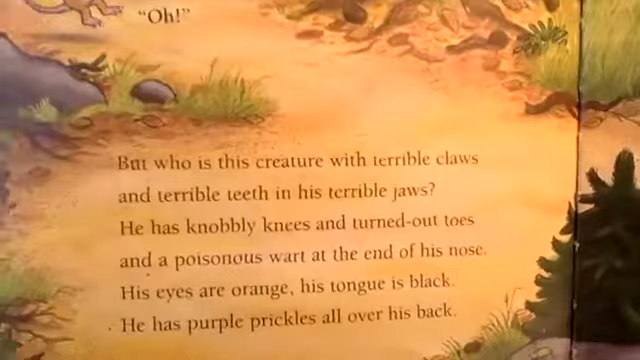 “Oh!”
But who is this creature with terrible claws
and terrible teeth in his terrible jaws?
He has knobbly knees and turned-out toes
and a poisonous wart at the end of his nose.
His eyes are orange, his tongue is black.
He has purple prickles all over his back.